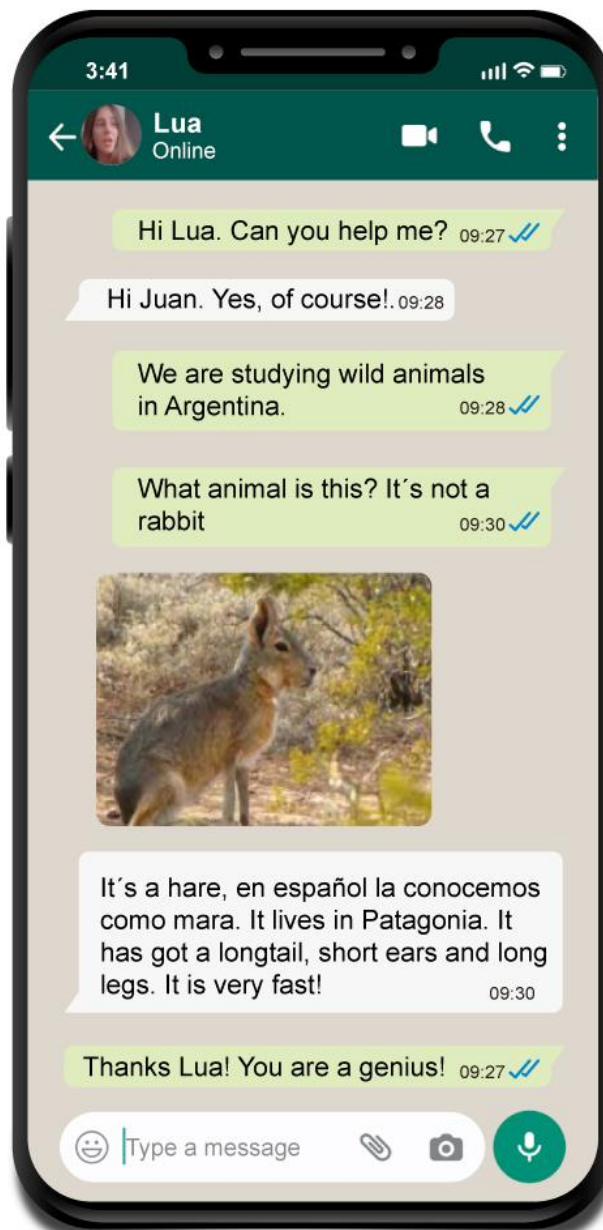 3:41
Lua
Online
Hi Lua. Can you help me? 09:27
Hi Juan. Yes, of course!. 09:28
We are studying wild animals
in Argentina. 09:28
What animal is this? It´s not a
rabbit 09:30
It´s a hare, en español la conocemos
como mara. It lives in Patagonia. It
has got a longtail, short ears and long
legs. It is very fast! 09:30
Thanks Lua! You are a genius! 09:27
Type a message